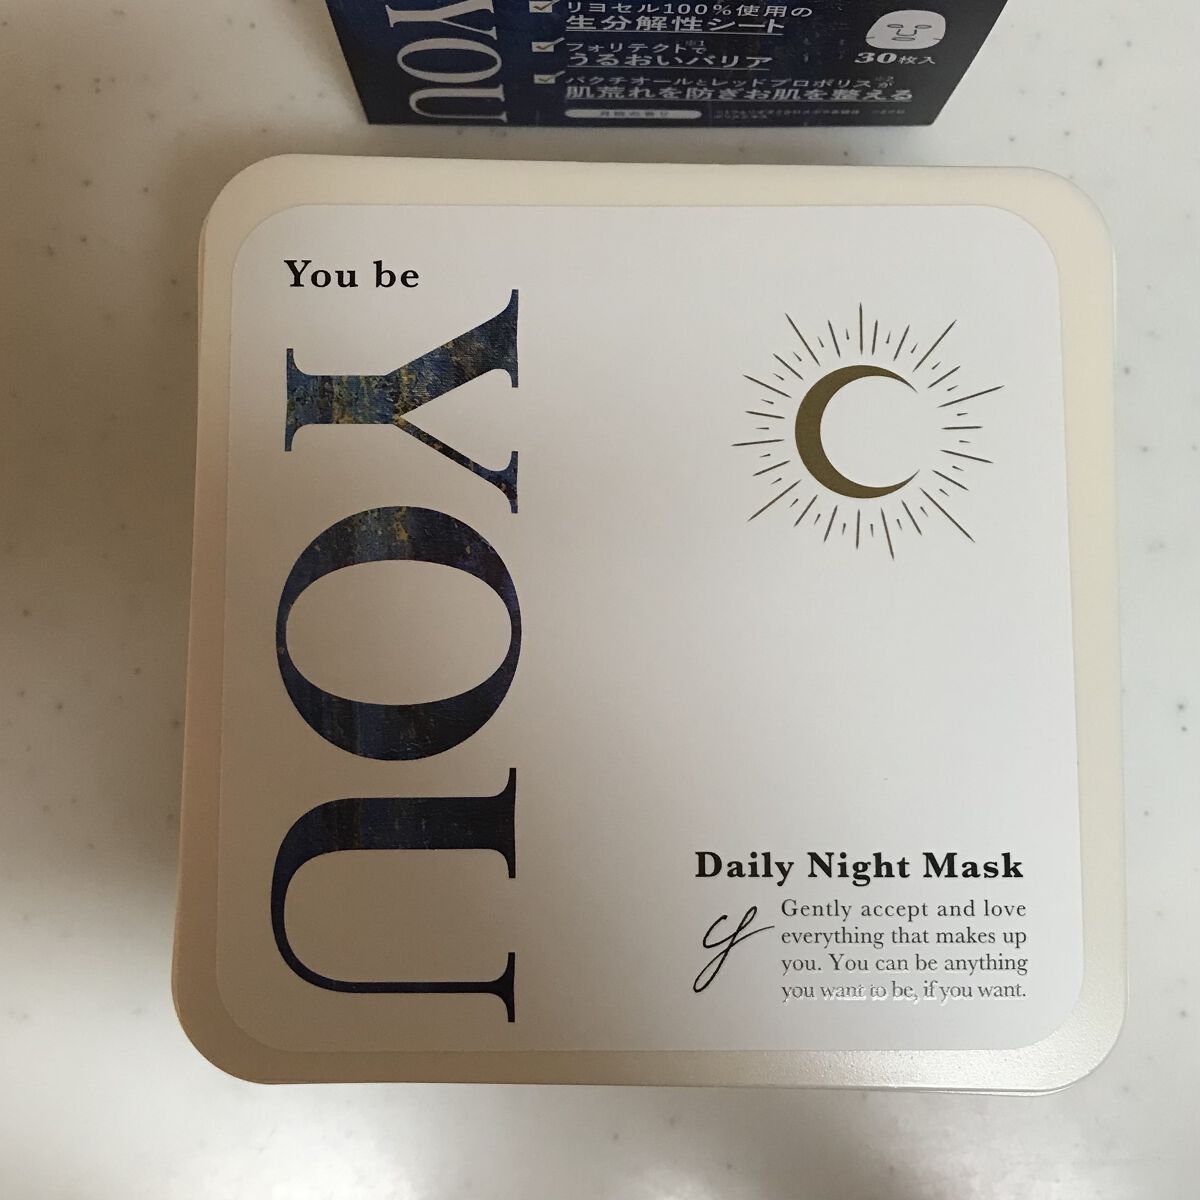 YOU
リヨセル100%使用の
生分解性シート
フォリテクトで※1
うるおいバリア
30枚入
バクチオールとレッドプロポリス※2が
肌荒れを防ぎお肌を整える
You be
YOU
Daily Night Mask
y
Gently accept and love
everything that makes up
you. You can be anything
you want to be, if you want.